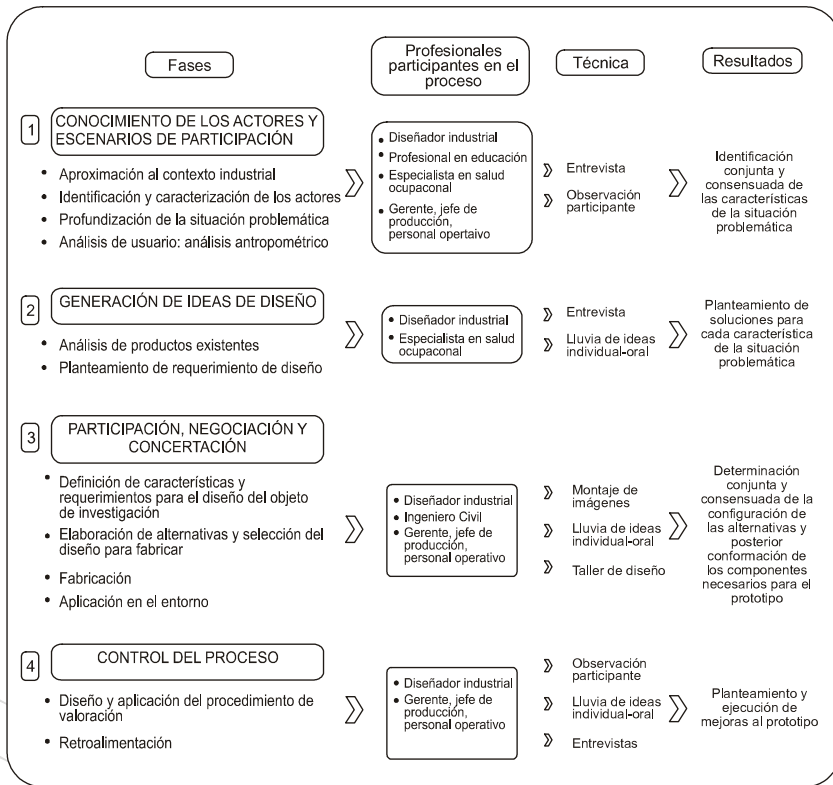 Fases
Profesionales
participantes en el
proceso
Técnica
Resultados
1
CONOCIMIENTO DE LOS ACTORES Y
ESCENARIOS DE PARTICIPACIÓN
• Aproximación al contexto industrial
• Identificación y caracterización de los actores
• Profundización de la situación problemática
• Análisis de usuario: análisis antropométrico
• Diseñador industrial
• Profesional en educación
• Especialista en salud
ocupaconal
• Gerente, jefe de
producción,
personal opertaivo
Entrevista
Observación
participante
Identificación
conjunta y
consensuada de
las características
de la situación
problemática
2
GENERACIÓN DE IDEAS DE DISEÑO
• Análisis de productos existentes
• Planteamiento de requerimiento de diseño
• Diseñador industrial
• Especialista en salud
ocupaconal
Entrevista
Lluvia de ideas
individual-oral
Planteamiento de
soluciones para
cada característica
de la situación
problemática
3
PARTICIPACIÓN, NEGOCIACIÓN Y
CONCERTACIÓN
• Definición de características y
requerimientos para el diseño del objeto
de investigación
• Elaboración de alternativas y selección del
diseño para fabricar
• Fabricación
• Aplicación en el entorno
• Diseñador industrial
• Ingeniero Civil
• Gerente, jefe de
producción,
personal operativo
Montaje de
imágenes
Lluvia de ideas
individual-oral
Taller de diseño
Determinación
conjunta y
consensuada de la
configuración de
las alternativas y
posterior
conformación de
los componentes
necesarios para el
prototipo
4
CONTROL DEL PROCESO
• Diseño y aplicación del procedimiento de
valoración
• Retroalimentación
• Diseñador industrial
• Gerente, jefe de
producción,
personal operativo
Observación
participante
Lluvia de ideas
individual-oral
Entrevistas
Planteamiento y
ejecución de
mejoras al prototipo